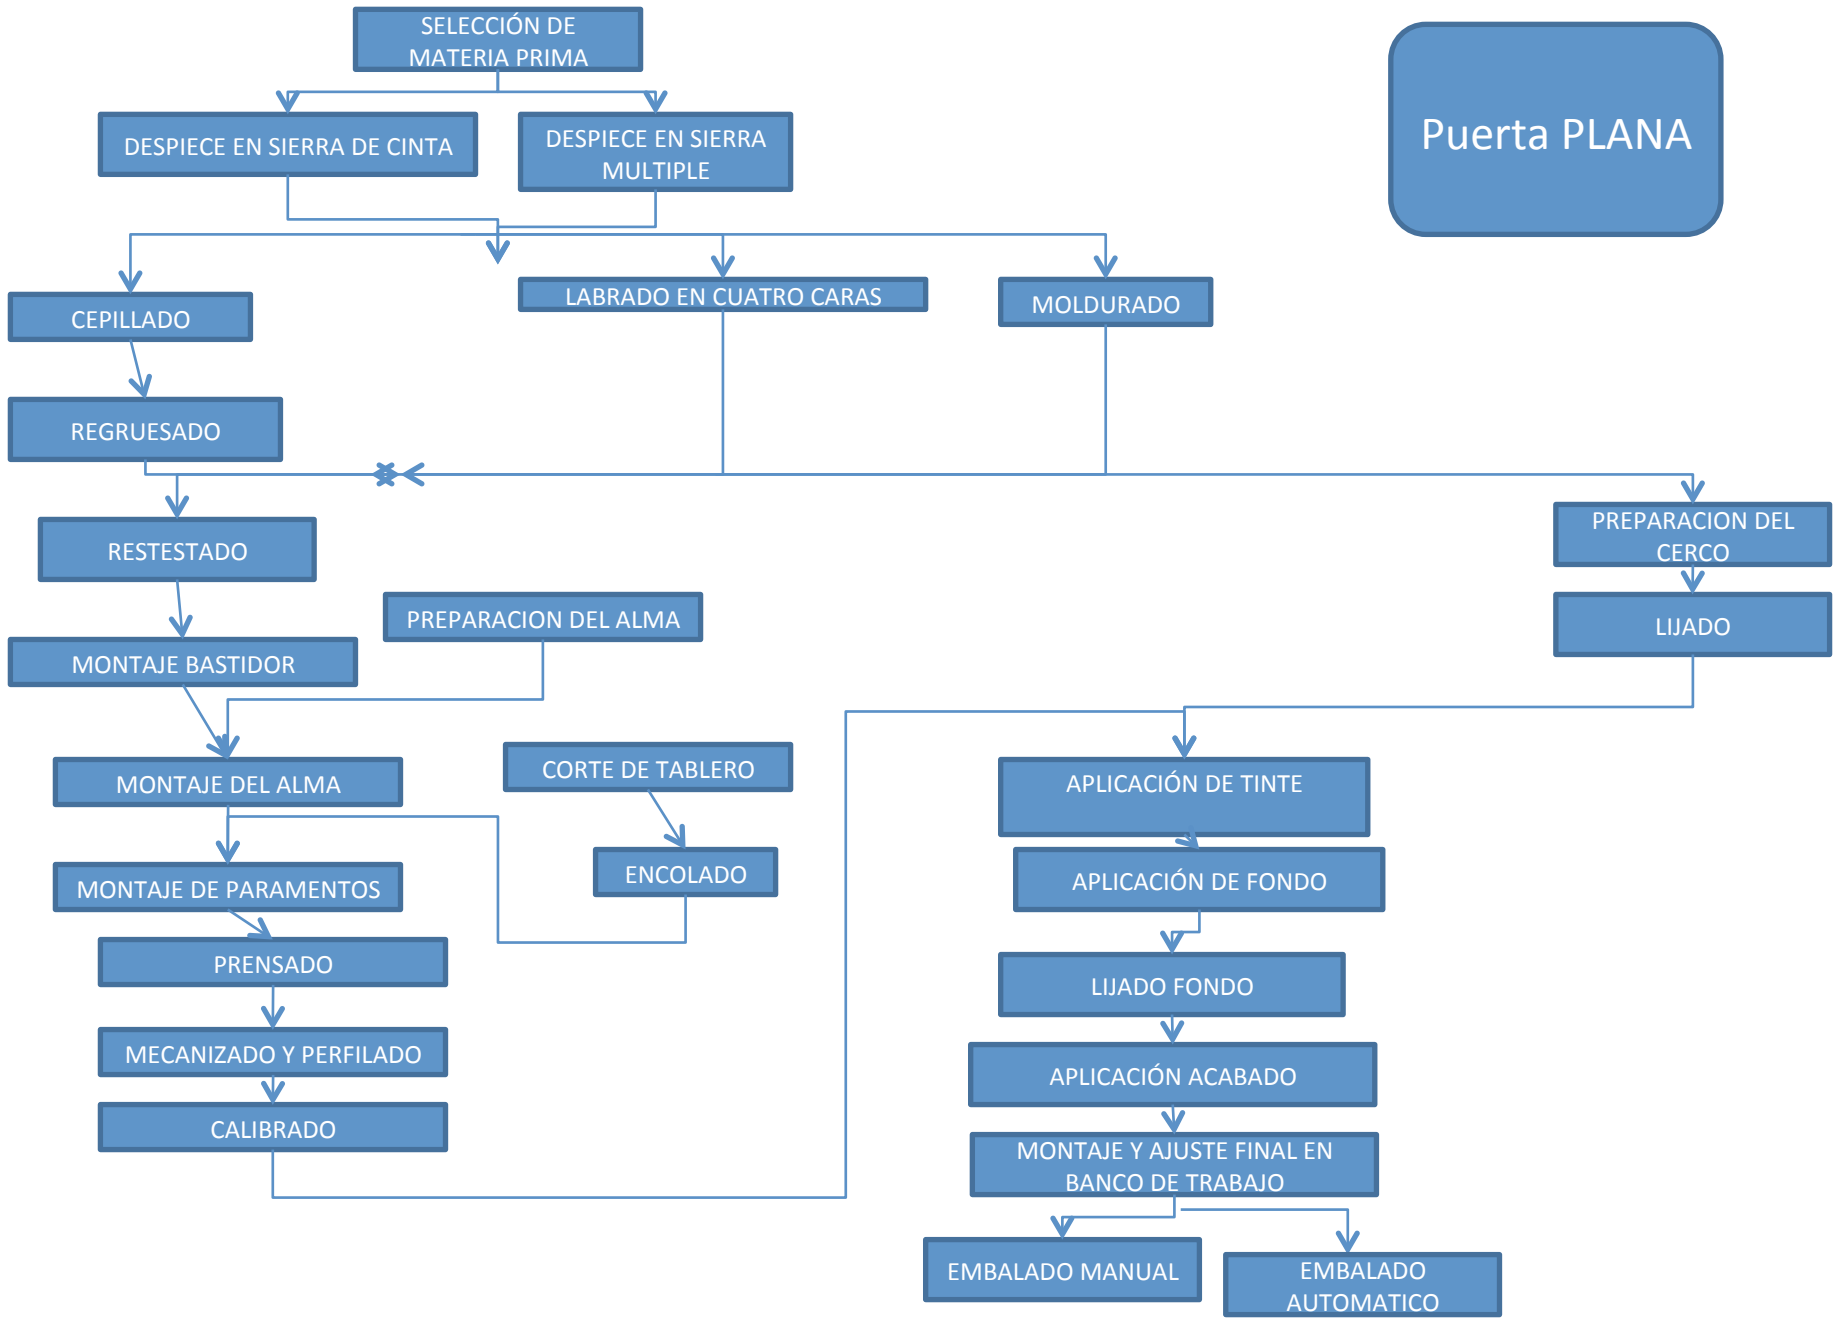 SELECCIÓN DE
MATERIA PRIMA
Puerta PLANA
DESPIECE EN SIERRA DE CINTA
DESPIECE EN SIERRA
MULTIPLE
CEPILLADO
LABRADO EN CUATRO CARAS
MOLDURADO
REGRUESADO
RESTESTADO
PREPARACION DEL
CERCO
LIJADO
PREPARACION DEL ALMA
MONTAJE BASTIDOR
MONTAJE DEL ALMA
CORTE DE TABLERO
ENCOLADO
MONTAJE DE PARAMENTOS
PRENSADO
MECANIZADO Y PERFILADO
CALIBRADO
APLICACIÓN DE TINTE
APLICACIÓN DE FONDO
LIJADO FONDO
APLICACIÓN ACABADO
MONTAJE Y AJUSTE FINAL EN
BANCO DE TRABAJO
EMBALADO MANUAL
EMBALADO
AUTOMATICO